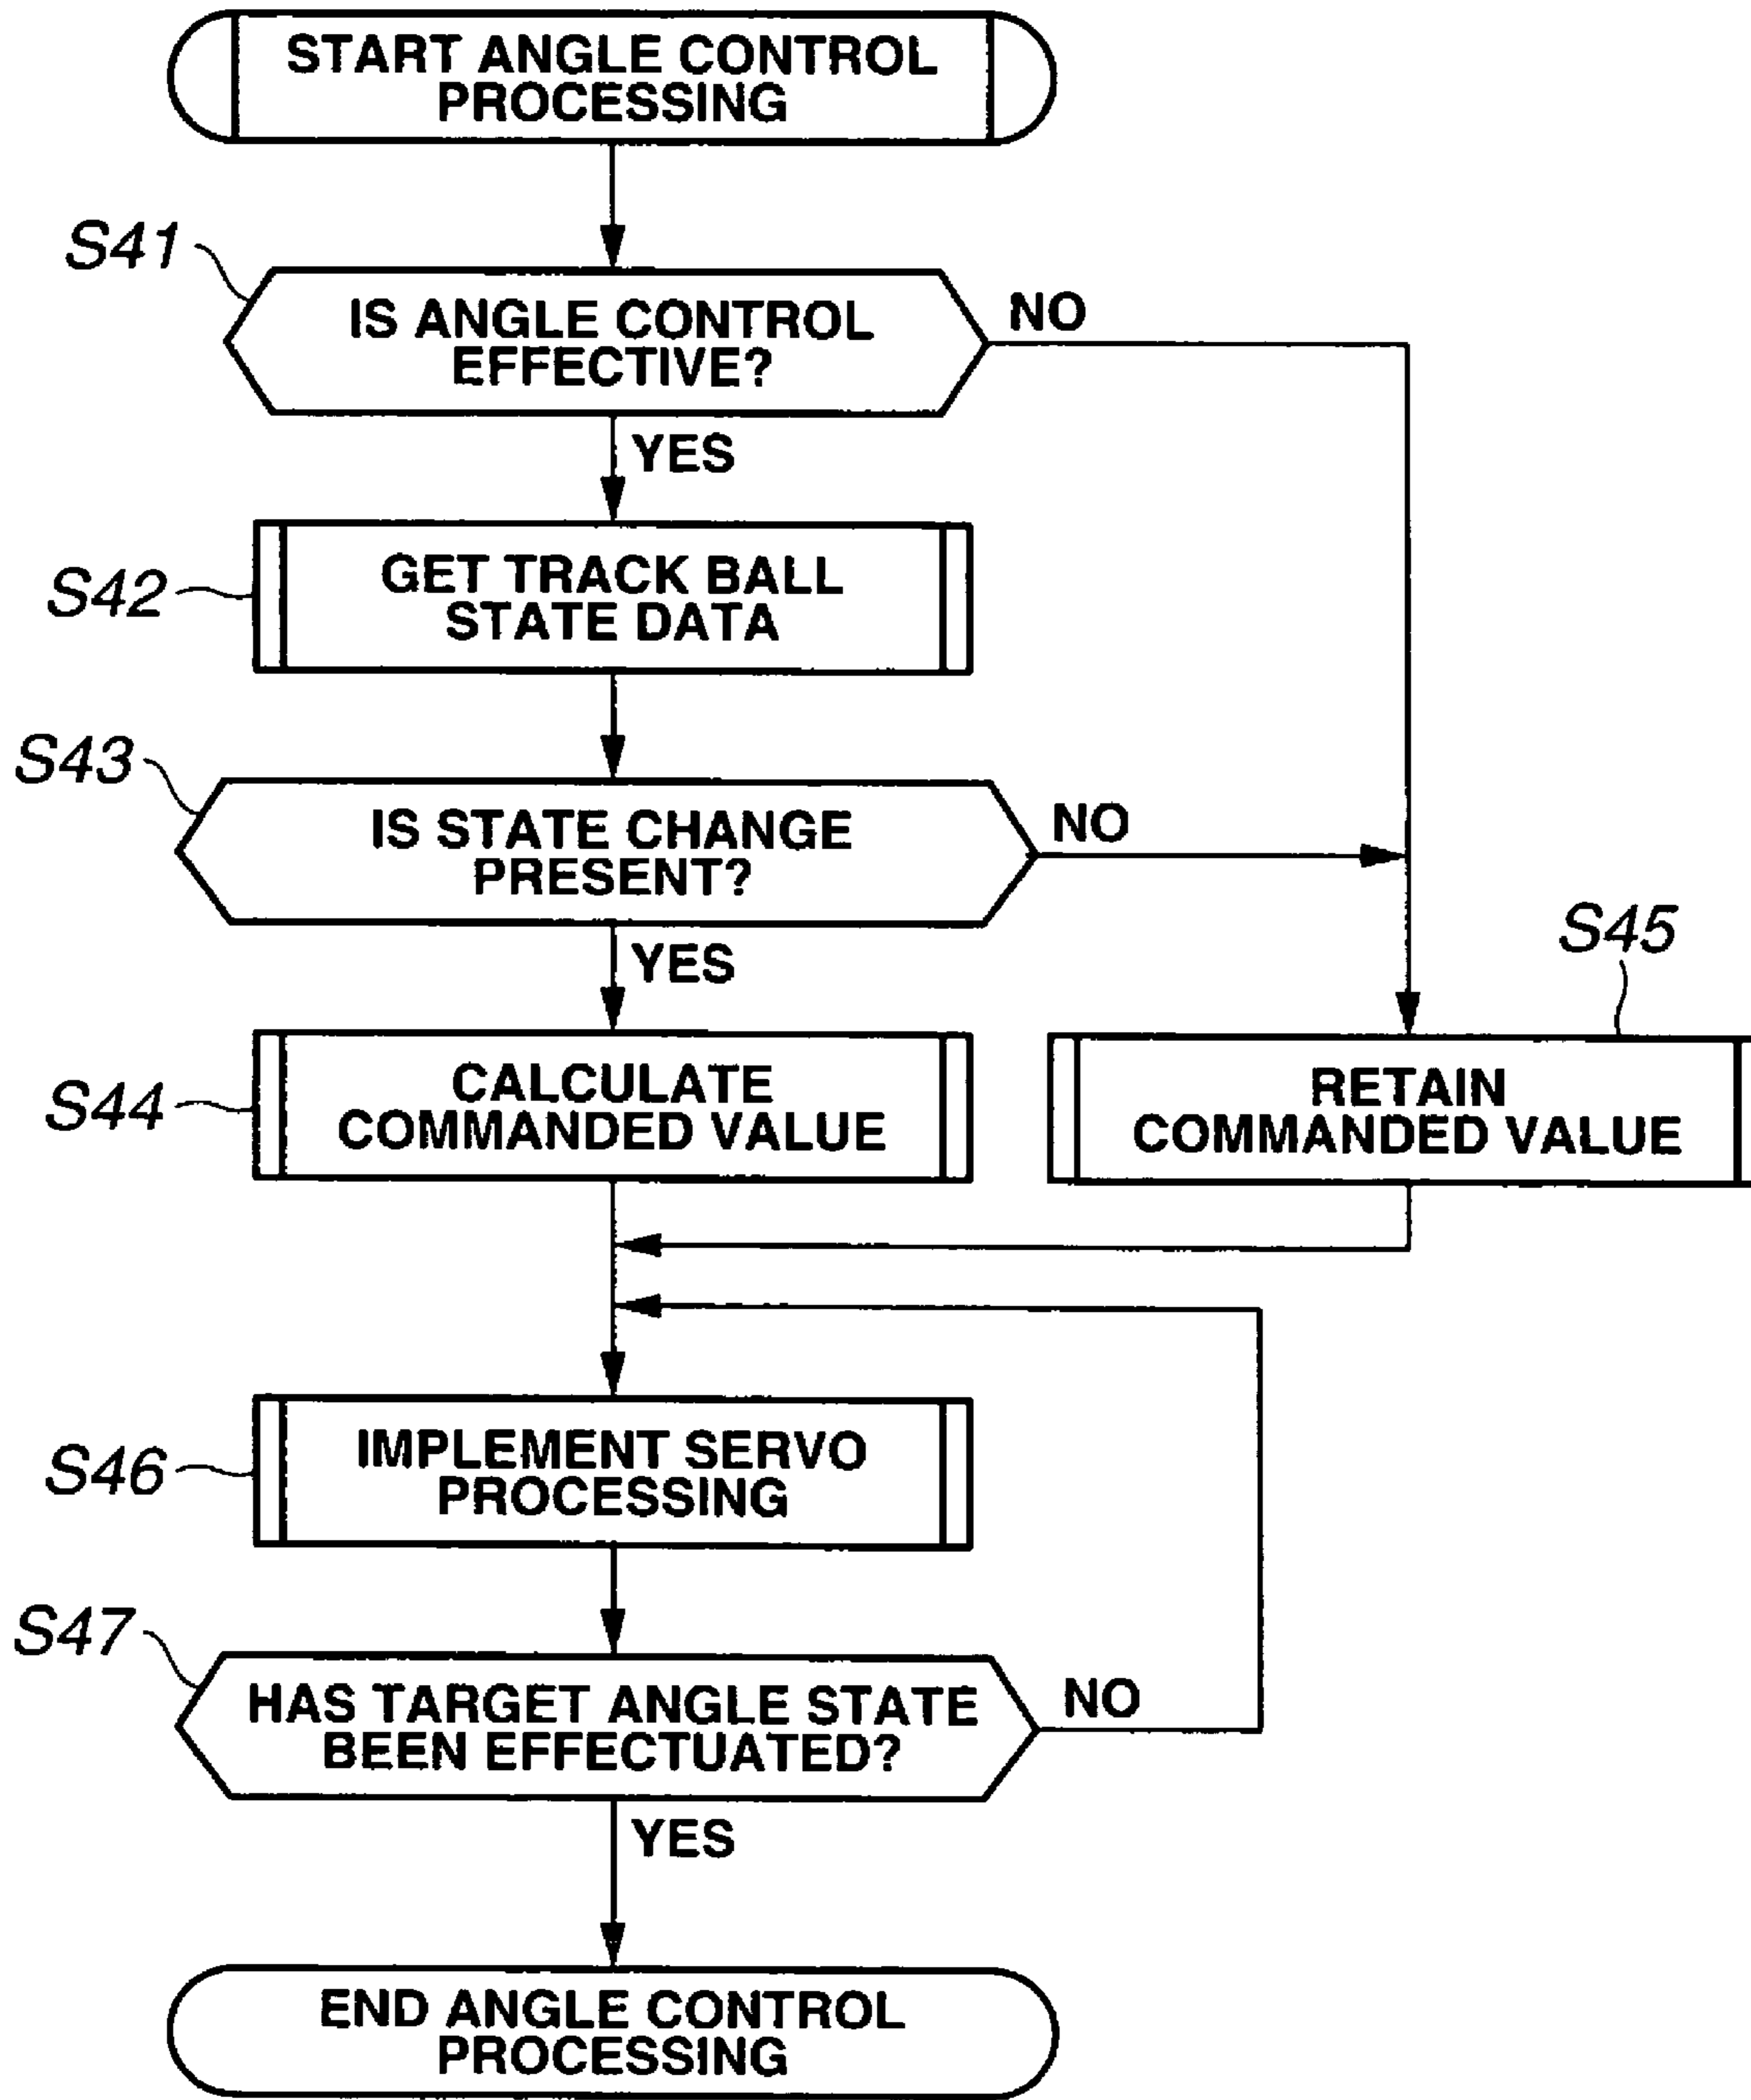 START ANGLE CONTROL
PROCESSING
S41
IS ANGLE CONTROL
EFFECTIVE?
NO
YES
S42
GET TRACK BALL
STATE DATA
S43
IS STATE CHANGE
PRESENT?
NO
YES
S45
S44
CALCULATE
COMMANDED VALUE
RETAIN
COMMANDED VALUE
S46
IMPLEMENT SERVO
PROCESSING
S47
HAS TARGET ANGLE STATE
BEEN EFFECTUATED?
NO
YES
END ANGLE CONTROL
PROCESSING